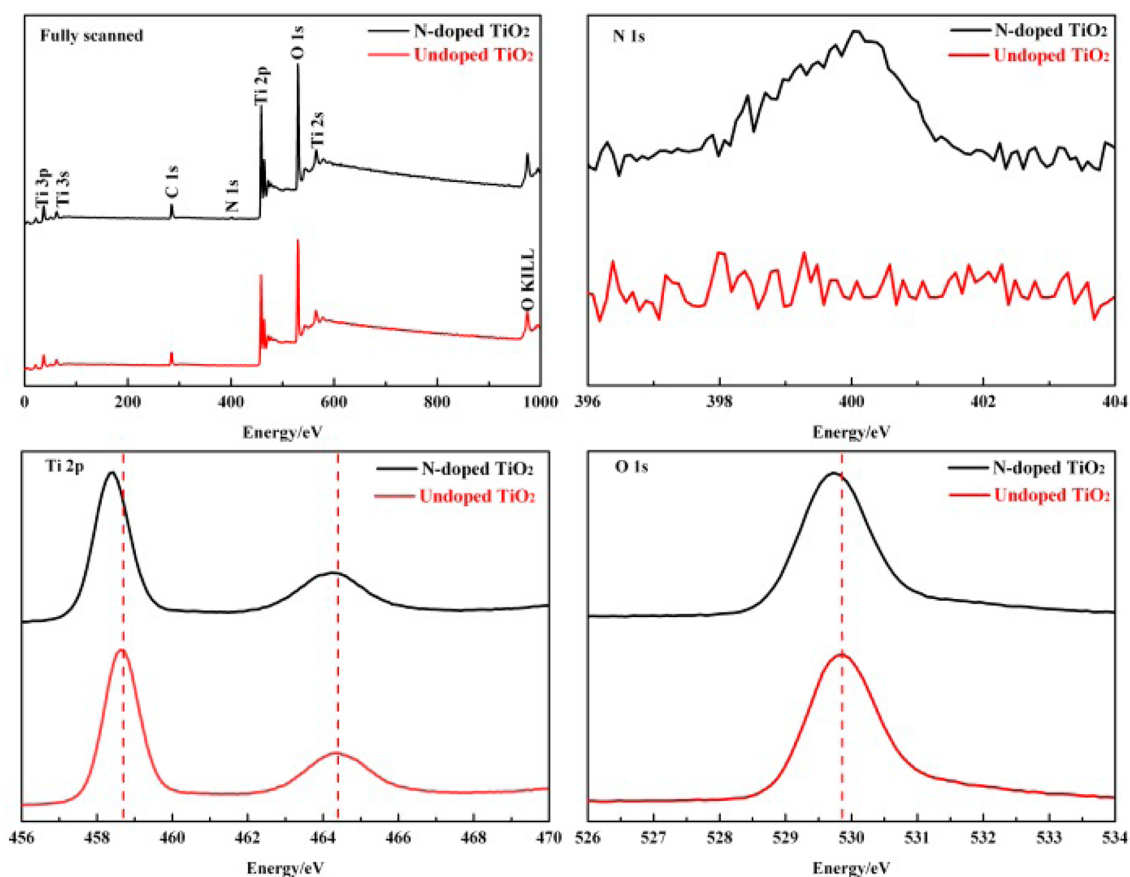 Fully scanned
N-doped TiO2
Undoped TiO2
Ti 3p
Ti 3s
C 1s
N 1s
Ti 2p
O 1s
Ti 2s
O KILL
0 200 400 600 800 1000
Energy/eV
N 1s
N-doped TiO2
Undoped TiO2
396 398 400 402 404
Energy/eV
Ti 2p
N-doped TiO2
Undoped TiO2
456 458 460 462 464 466 468 470
Energy/eV
O 1s
N-doped TiO2
Undoped TiO2
526 527 528 529 530 531 532 533 534
Energy/eV